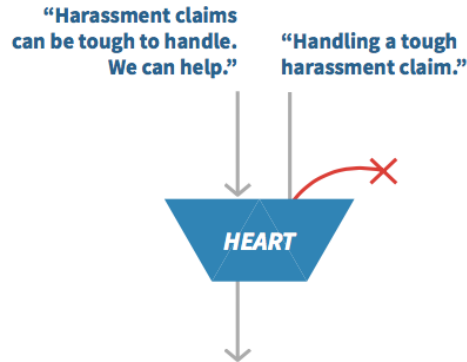 “Harassment claims
can be tough to handle.
We can help.”
“Handling a tough
harassment claim.”
HEART